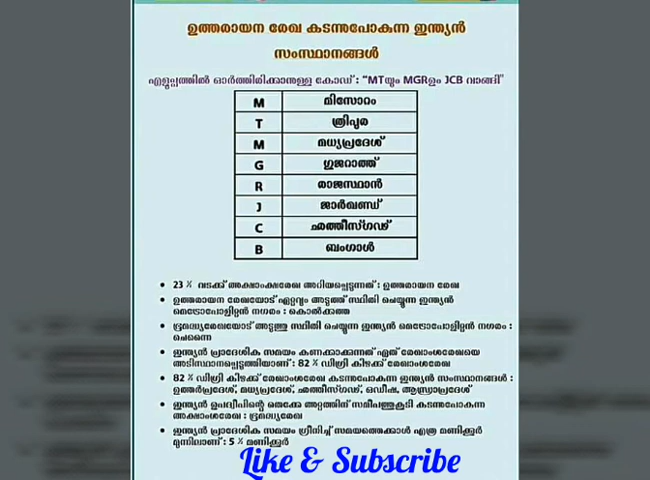 ഉത്തരായന രേഖ കടന്നുപോകുന്ന ഇന്ത്യൻ
സംസ്ഥാനങ്ങൾ
എളുപ്പത്തിൽ ഓർത്തിരിക്കാനുള്ള കോഡ് : "MTയും MGRഉം JCB വാങ്ങി"
M മിസോറം
T ത്രിപുര
M മധ്യപ്രദേശ്
G ഗുജറാത്ത്
R രാജസ്ഥാൻ
J ജാർഖണ്ഡ്
C ഛത്തീസ്ഗഢ്
B ബംഗാൾ
• 23 ½ വടക്ക് അക്ഷാംക്ഷരേഖ അറിയപ്പെടുന്നത് : ഉത്തരായന രേഖ
• ഉത്തരായന രേഖയോട് ഏറ്റവും അടുത്ത് സ്ഥിതി ചെയ്യുന്ന ഇന്ത്യൻ
മെട്രോപോളിറ്റൻ നഗരം : കൊൽക്കത്ത
• ഭൂമധ്യരേഖയോട് അടുത്തു സ്ഥിതി ചെയ്യുന്ന ഇന്ത്യൻ മെട്രോപോളിറ്റൻ നഗരം :
ചെന്നൈ
• ഇന്ത്യൻ പ്രാദേശിക സമയം കണക്കാക്കുന്നത് ഏത് രേഖാംശരേഖയെ
അടിസ്ഥാനപ്പെടുത്തിയാണ് : 82 ½ ഡിഗ്രി കിഴക്ക് രേഖാംശരേഖ
• 82 ½ ഡിഗ്രി കിഴക്ക് രേഖാംശരേഖ കടന്നുപോകുന്ന ഇന്ത്യൻ സംസ്ഥാനങ്ങൾ :
ഉത്തർപ്രദേശ്, മധ്യപ്രദേശ്, ഛത്തീസ്ഗഢ്, ഒഡീഷ, ആന്ധ്രാപ്രദേശ്
• ഇന്ത്യൻ ഉപദ്വീപിന്റെ തെക്കേ അറ്റത്തിന് സമീപത്തുകൂടി കടന്നുപോകുന്ന
അക്ഷാംശരേഖ : ഭൂമധ്യരേഖ
• ഇന്ത്യൻ പ്രാദേശിക സമയം ഗ്രീനിച്ച് സമയത്തെക്കാൾ എത്ര മണിക്കൂർ
മുന്നിലാണ് : 5 ½ മണിക്കൂർ
Like & Subscribe